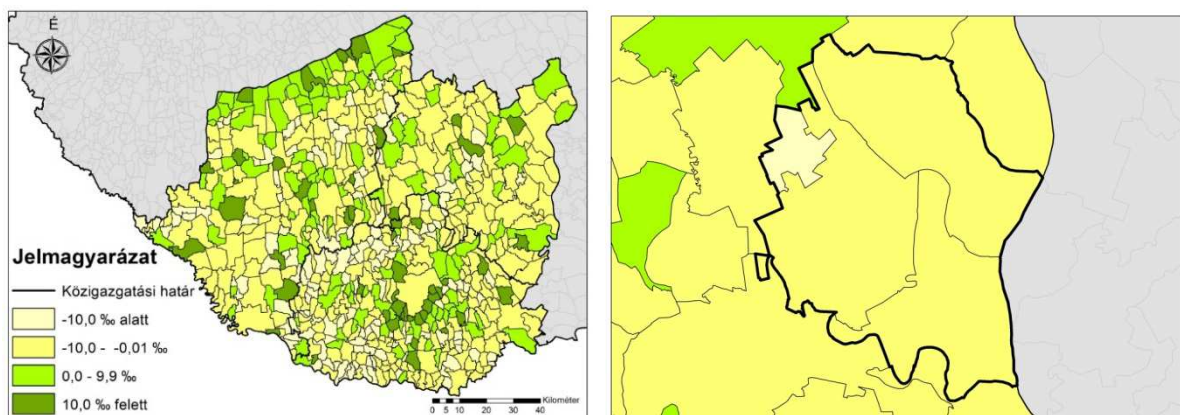 É
Jelmagyarázat
Közigazgatási határ
-10,0 ‰ alatt
-10,0 - -0,01 ‰
0,0 - 9,9 ‰
10,0 ‰ felett
Kilométer
0 5 10 20 30 40